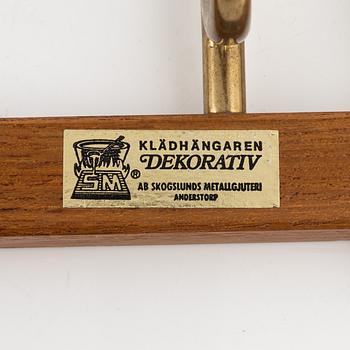 KLÄDHÄNGAREN
DEKORATIV
SM®
AB SKOGSLUNDS METALLGJUTERI
ANDERSTORP